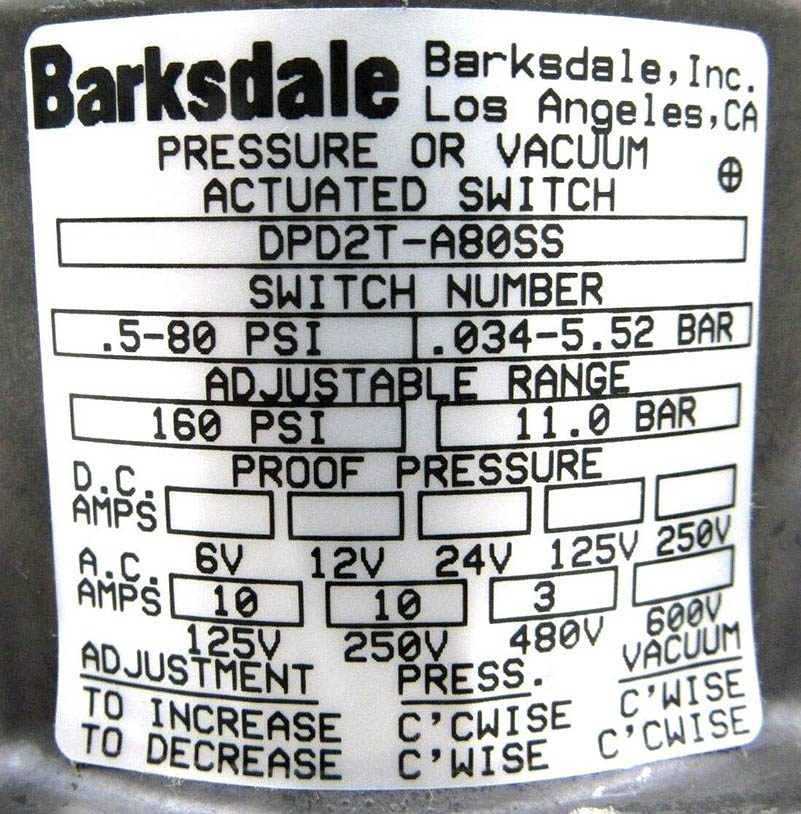 Barksdale Barksdale, Inc.
Los Angeles, CA
PRESSURE OR VACUUM
ACTUATED SWITCH
DPD2T-A80SS
SWITCH NUMBER
.5-80 PSI .034-5.52 BAR
ADJUSTABLE RANGE
160 PSI 11.0 BAR
PROOF PRESSURE
D.C. AMPS
6V 12V 24V 125V 250V
A.C. AMPS 10 10 3
125V 250V 480V 600V
ADJUSTMENT PRESS. VACUUM
TO INCREASE C'CWISE C'WISE
TO DECREASE C'WISE C'CWISE